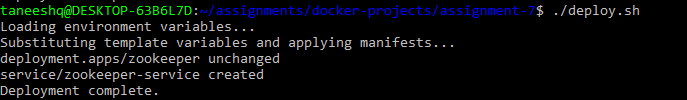 taneeshq@DESKTOP-63B6L7D:~/assignments/docker-projects/assignment-7$ ./deploy.sh
Loading environment variables...
Substituting template variables and applying manifests...
deployment.apps/zookeeper unchanged
service/zookeeper-service created
Deployment complete.